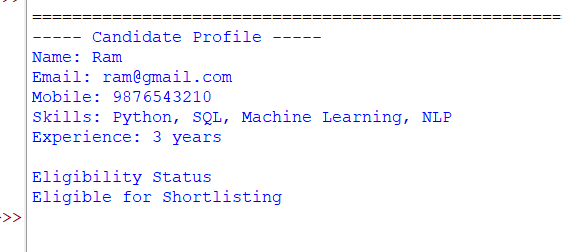 =====================================================
----- Candidate Profile -----
Name: Ram
Email: ram@gmail.com
Mobile: 9876543210
Skills: Python, SQL, Machine Learning, NLP
Experience: 3 years

Eligibility Status
Eligible for Shortlisting
>>